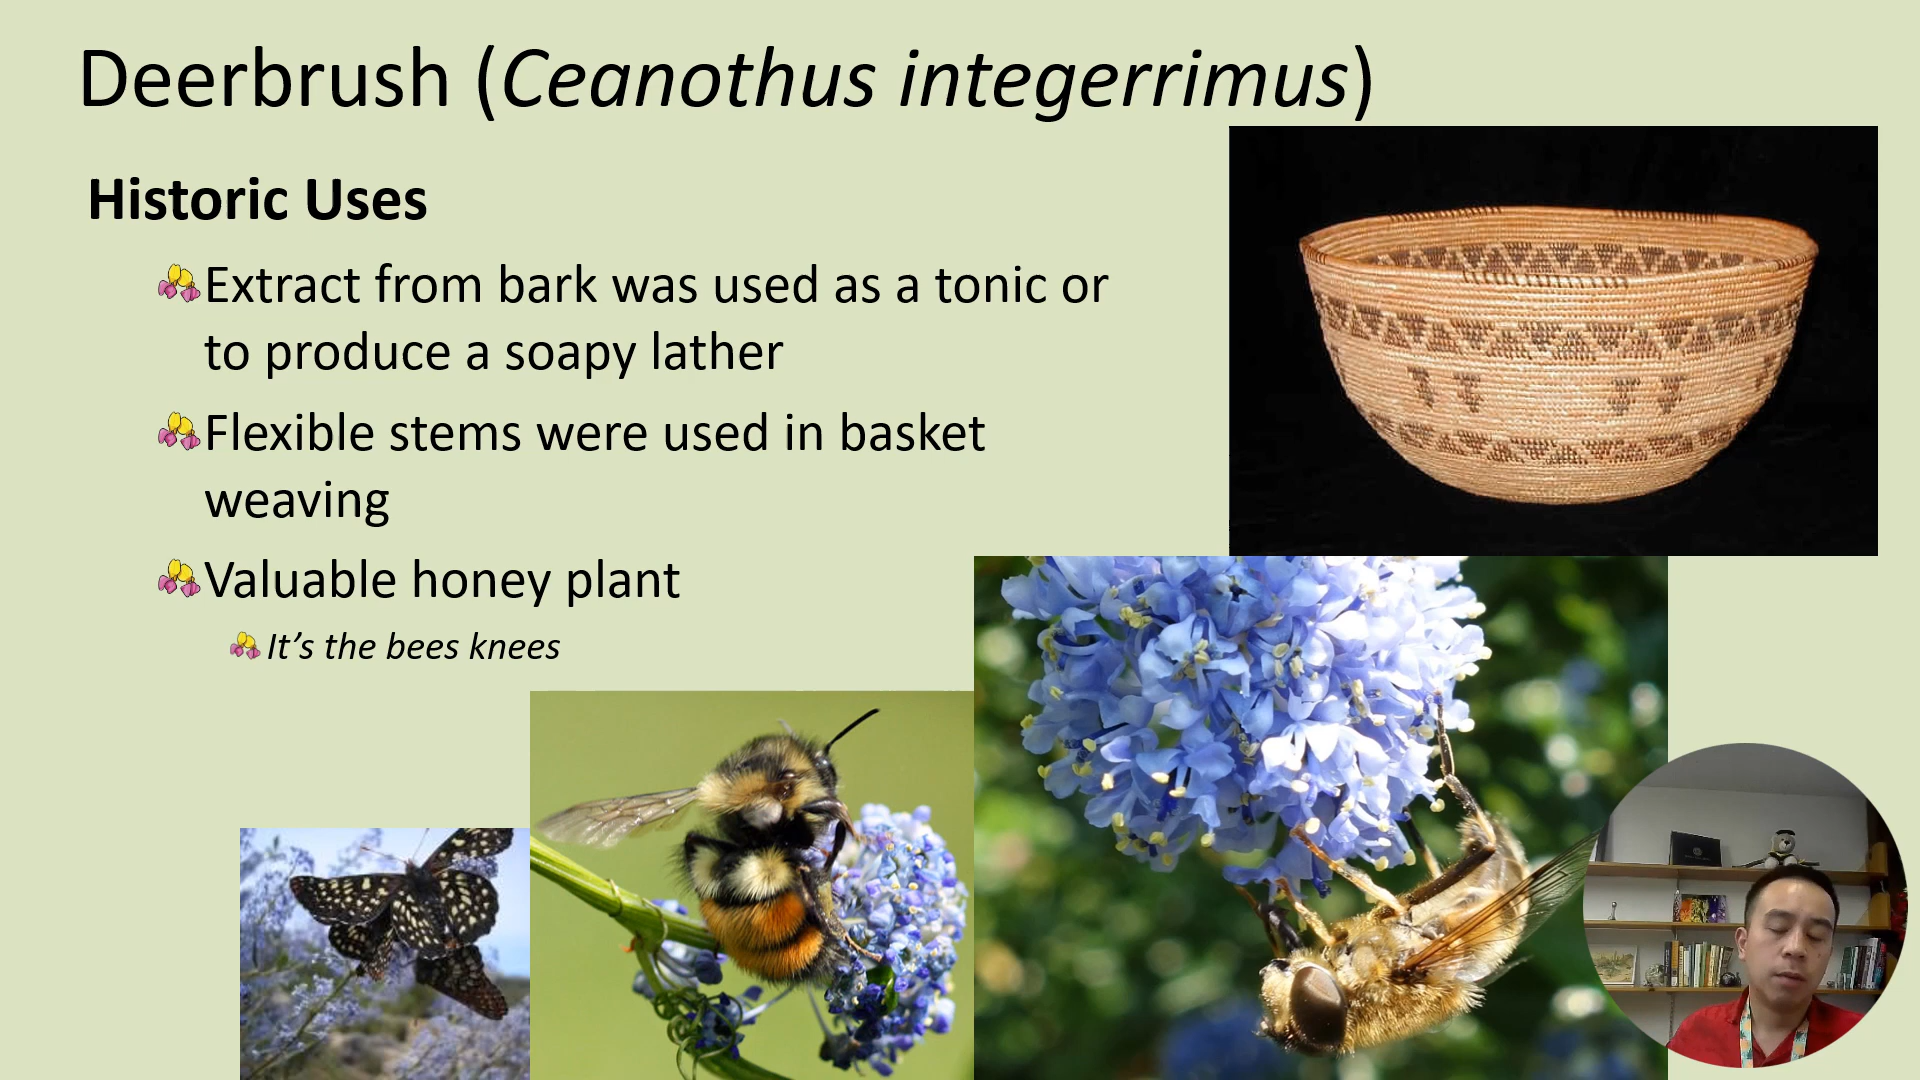 Deerbrush (Ceanothus integerrimus)
Historic Uses
Extract from bark was used as a tonic or
to produce a soapy lather
Flexible stems were used in basket
weaving
Valuable honey plant
It’s the bees knees